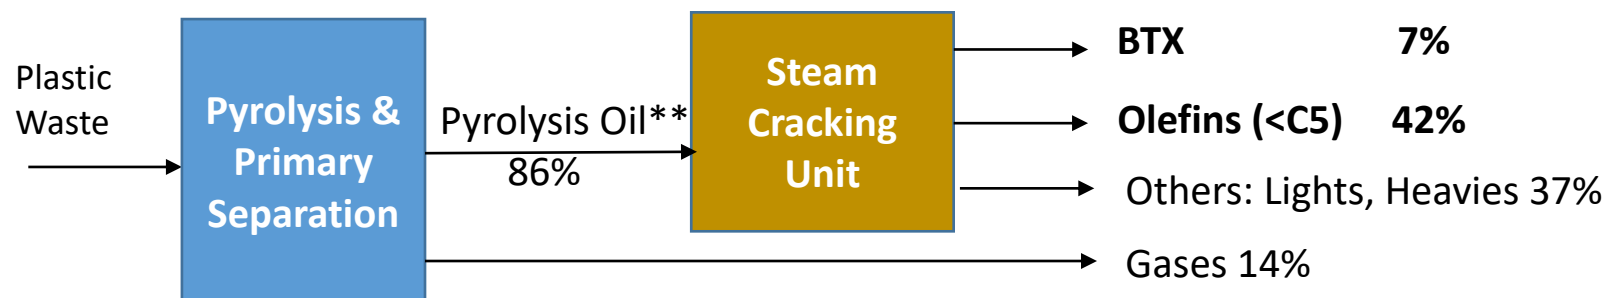 Plastic
Waste
Pyrolysis &
Primary
Separation
Pyrolysis Oil**
86%
Steam
Cracking
Unit
BTX 7%
Olefins (<C5) 42%
Others: Lights, Heavies 37%
Gases 14%